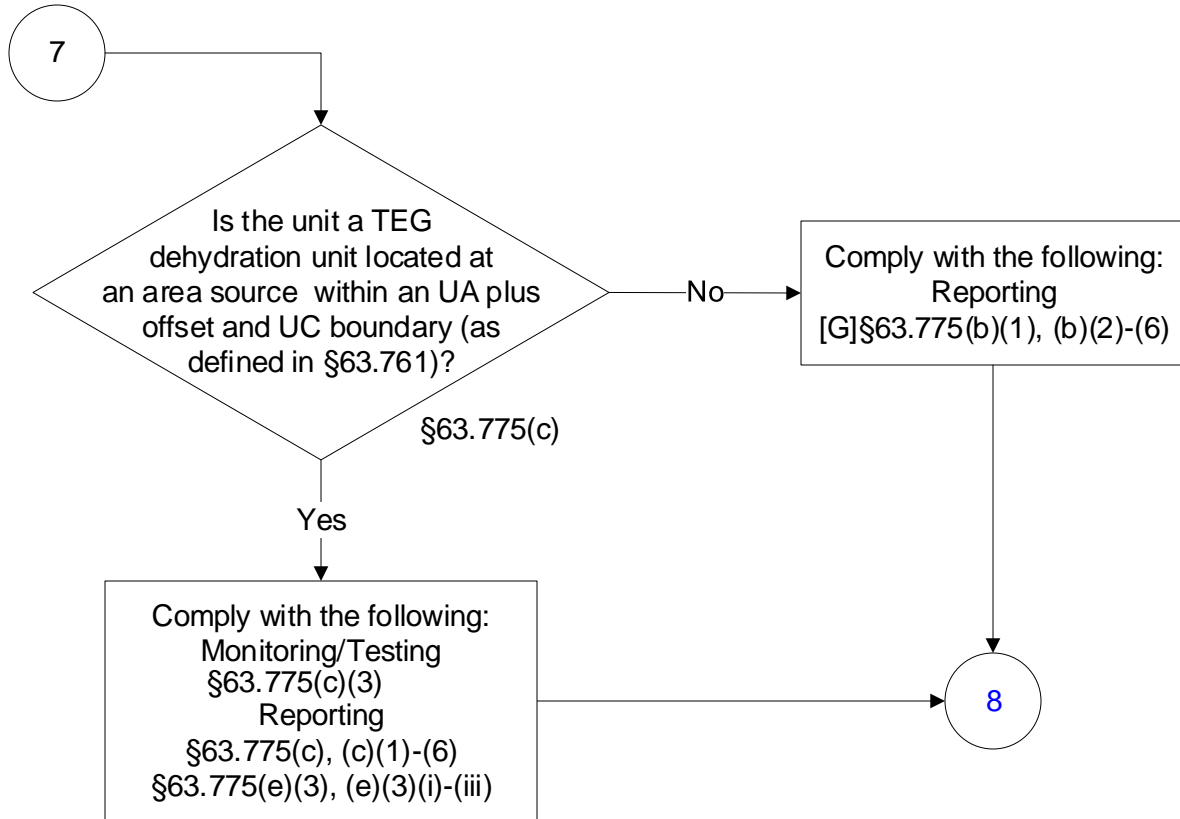 7
Is the unit a TEG
dehydration unit located at
an area source within an UA plus
offset and UC boundary (as
defined in §63.761)?
§63.775(c)
No
Comply with the following:
Reporting
[G]§63.775(b)(1), (b)(2)-(6)
Yes
Comply with the following:
Monitoring/Testing
§63.775(c)(3)
Reporting
§63.775(c), (c)(1)-(6)
§63.775(e)(3), (e)(3)(i)-(iii)
8